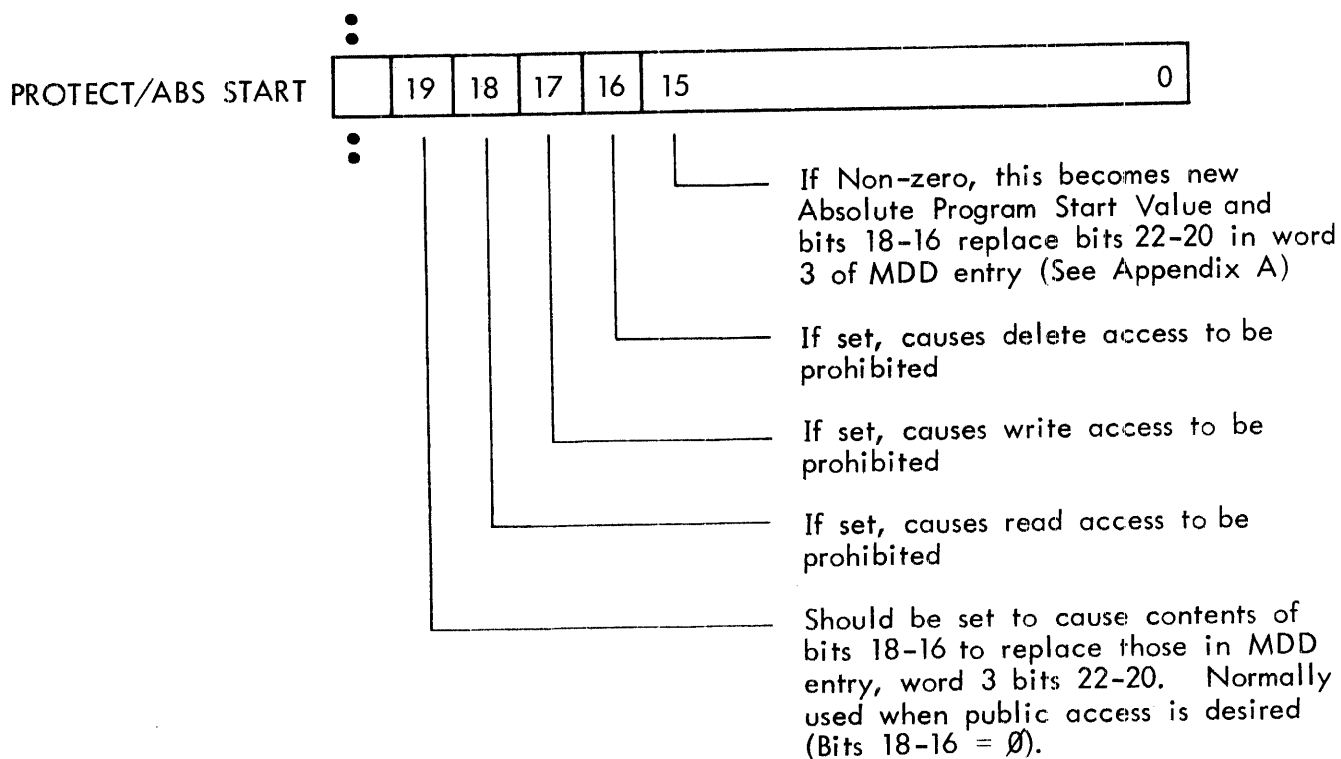 PROTECT/ABS START 19 18 17 16 15 0
If Non-zero, this becomes new
Absolute Program Start Value and
bits 18-16 replace bits 22-20 in word
3 of MDD entry (See Appendix A)
If set, causes delete access to be
prohibited
If set, causes write access to be
prohibited
If set, causes read access to be
prohibited
Should be set to cause contents of
bits 18-16 to replace those in MDD
entry, word 3 bits 22-20. Normally
used when public access is desired
(Bits 18-16 = Ø).